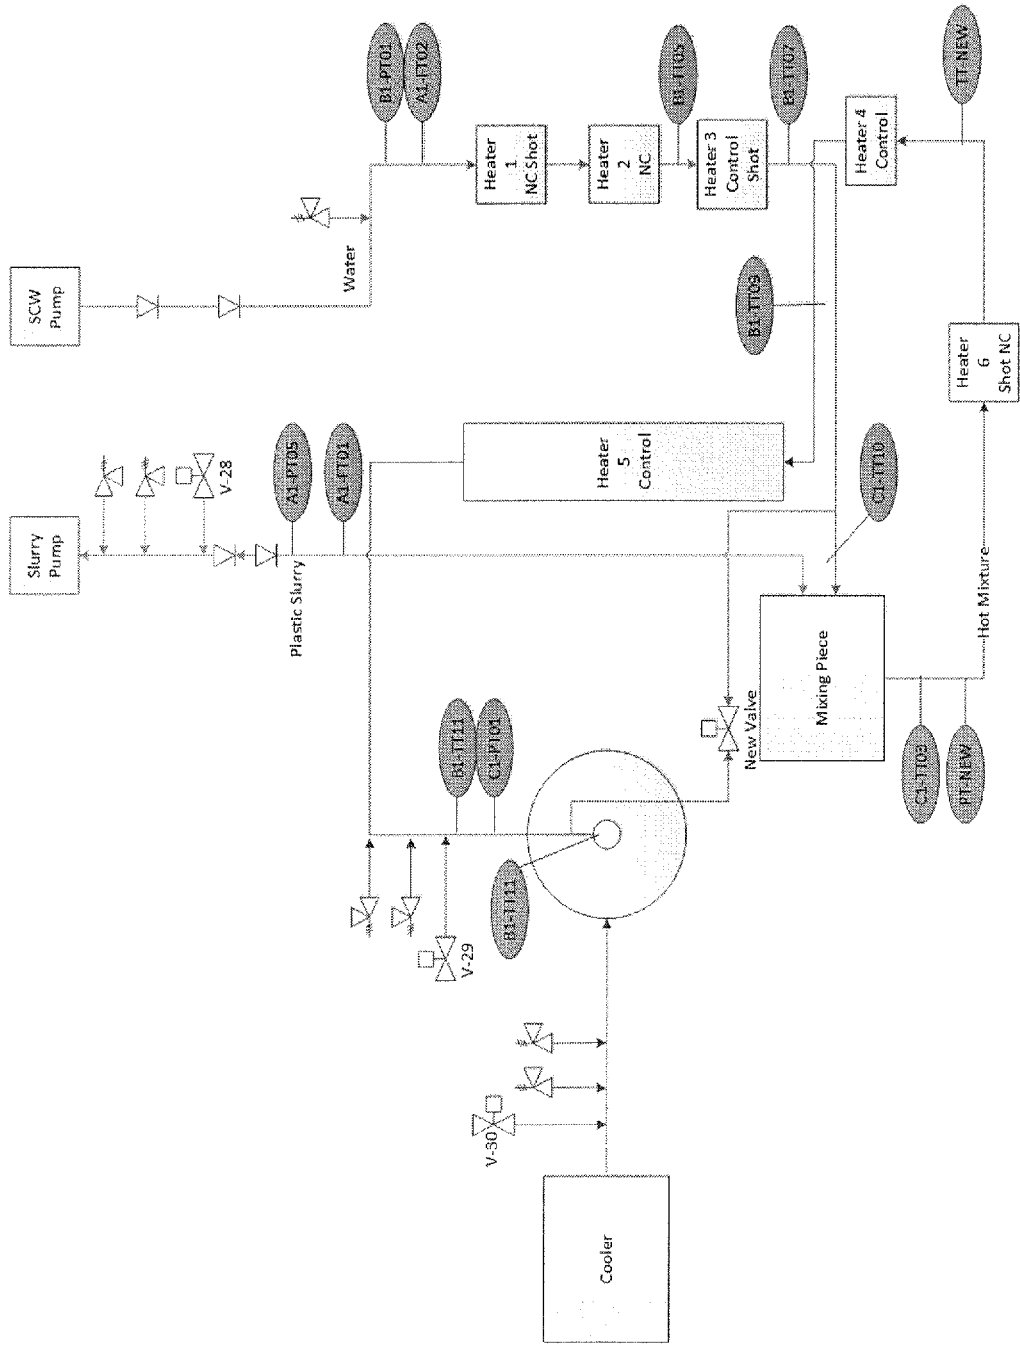 SCW
Pump
Water
B1-PT01
A1-FT02
Heater
1
NC Shot
Heater
2
NC
B1-TT05
Heater 3
Control
Shot
B1-TT07
Heater 4
Control
TT-NEW
B1-TT09
Heater
6
Shot NC
Slurry
Pump
V-28
A1-PT05
A1-FT01
Plastic Slurry
Heater
5
Control
C1-TT10
Hot Mixture
Mixing Piece
New Valve
C1-TT03
PT-NEW
B1-TT11
C1-PT01
B1-TT11
V-29
V-30
Cooler